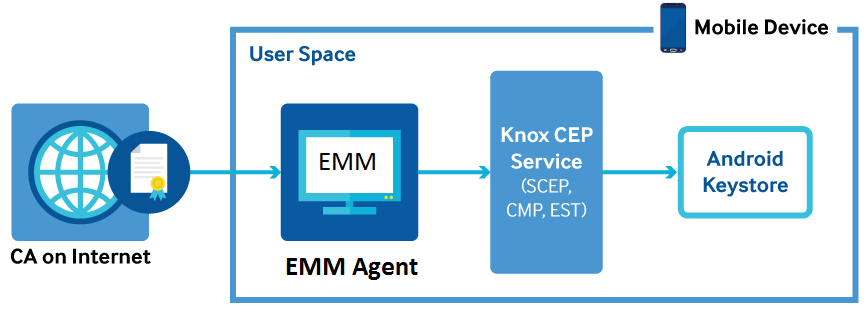 Mobile Device
User Space
EMM
EMM Agent
Knox CEP
Service
(SCEP,
CMP, EST)
Android
Keystore
CA on Internet